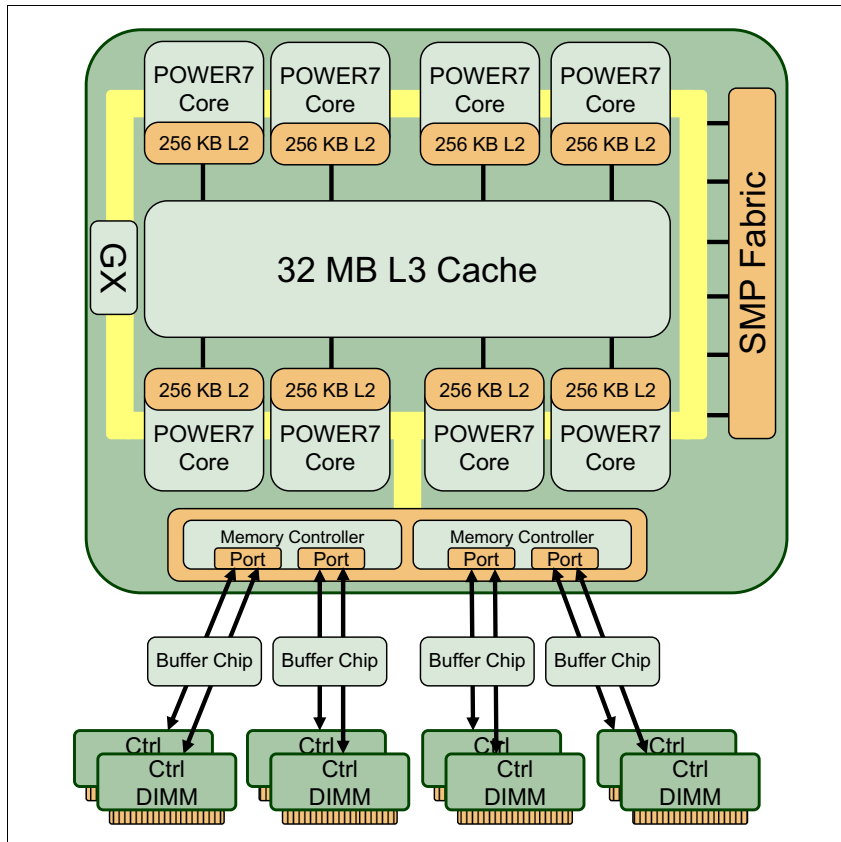 POWER7
Core
256 KB L2
POWER7
Core
256 KB L2
POWER7
Core
256 KB L2
POWER7
Core
256 KB L2
GX
32 MB L3 Cache
SMP Fabric
256 KB L2
POWER7
Core
256 KB L2
POWER7
Core
256 KB L2
POWER7
Core
256 KB L2
POWER7
Core
Memory Controller
Port
Port
Memory Controller
Port
Port
Buffer Chip
Buffer Chip
Buffer Chip
Buffer Chip
Ctrl
Ctrl
DIMM
Ctrl
Ctrl
DIMM
Ctrl
Ctrl
DIMM
Ctrl
Ctrl
DIMM